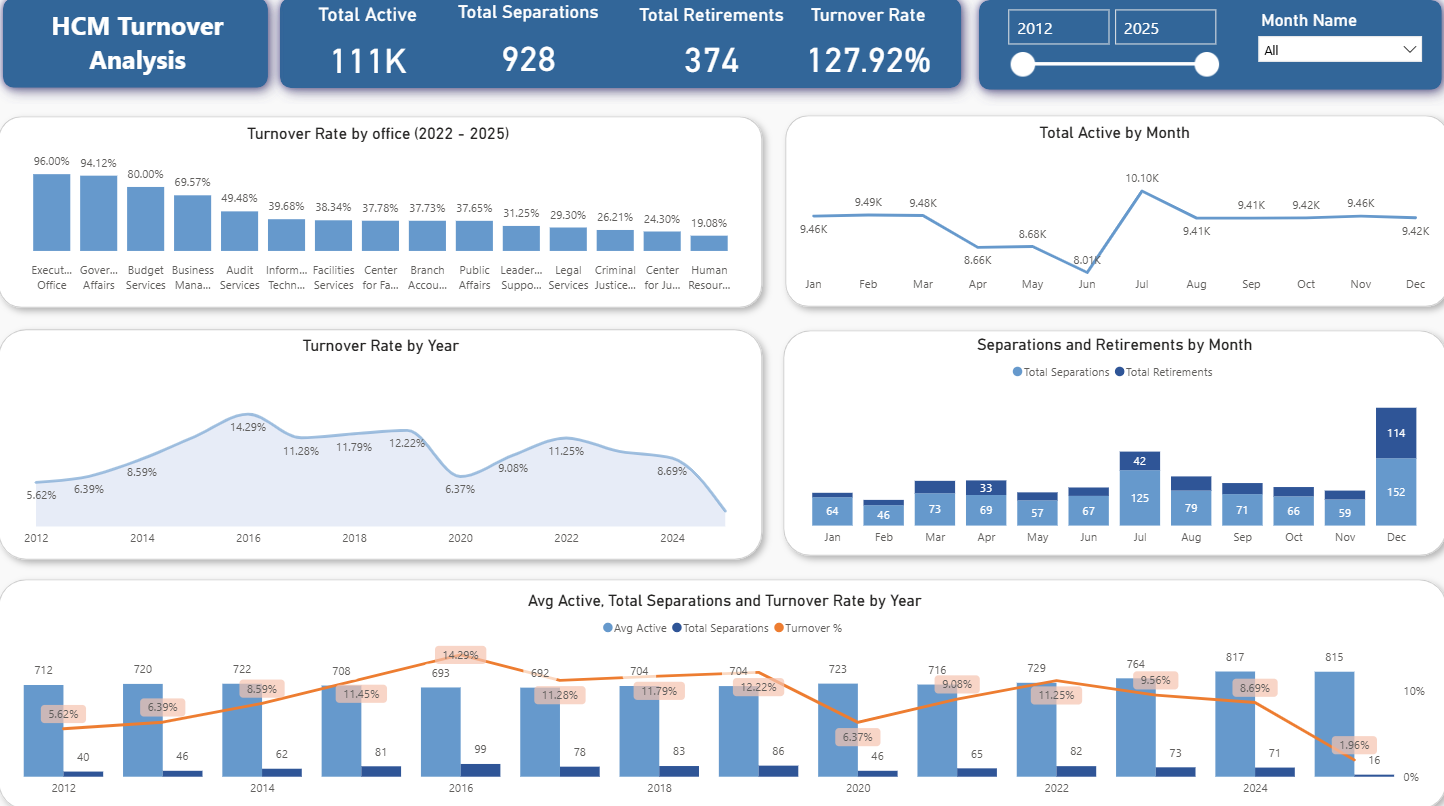 HCM Turnover
Analysis
Total Active
111K
Total Separations
928
Total Retirements
374
Turnover Rate
127.92%
2012
2025
Month Name
All
Turnover Rate by office (2022 - 2025)
96.00%
94.12%
80.00%
69.57%
49.48%
39.68%
38.34%
37.78%
37.73%
37.65%
31.25%
29.30%
26.21%
24.30%
19.08%
Execut...
Office
Gover...
Affairs
Budget
Services
Business
Mana...
Audit
Services
Inform...
Techn...
Facilities
Services
Center
for Fa...
Branch
Accou...
Public
Affairs
Leader...
Suppo...
Legal
Services
Criminal
Justice...
Center
for Ju...
Human
Resour...
Total Active by Month
9.46K
9.49K
9.48K
8.66K
8.68K
8.01K
10.10K
9.41K
9.41K
9.42K
9.46K
9.42K
Jan
Feb
Mar
Apr
May
Jun
Jul
Aug
Sep
Oct
Nov
Dec
Turnover Rate by Year
5.62%
6.39%
8.59%
14.29%
11.28%
11.79%
12.22%
6.37%
9.08%
11.25%
8.69%
2012
2014
2016
2018
2020
2022
2024
Separations and Retirements by Month
Total Separations
Total Retirements
64
46
73
33
69
57
67
42
125
79
71
66
59
114
152
Jan
Feb
Mar
Apr
May
Jun
Jul
Aug
Sep
Oct
Nov
Dec
Avg Active, Total Separations and Turnover Rate by Year
Avg Active
Total Separations
Turnover %
712
720
722
708
693
692
704
704
723
716
729
764
817
815
5.62%
6.39%
8.59%
11.45%
14.29%
11.28%
11.79%
12.22%
6.37%
9.08%
11.25%
9.56%
8.69%
1.96%
40
46
62
81
99
78
83
86
46
65
82
73
71
16
10%
0%
2012
2014
2016
2018
2020
2022
2024